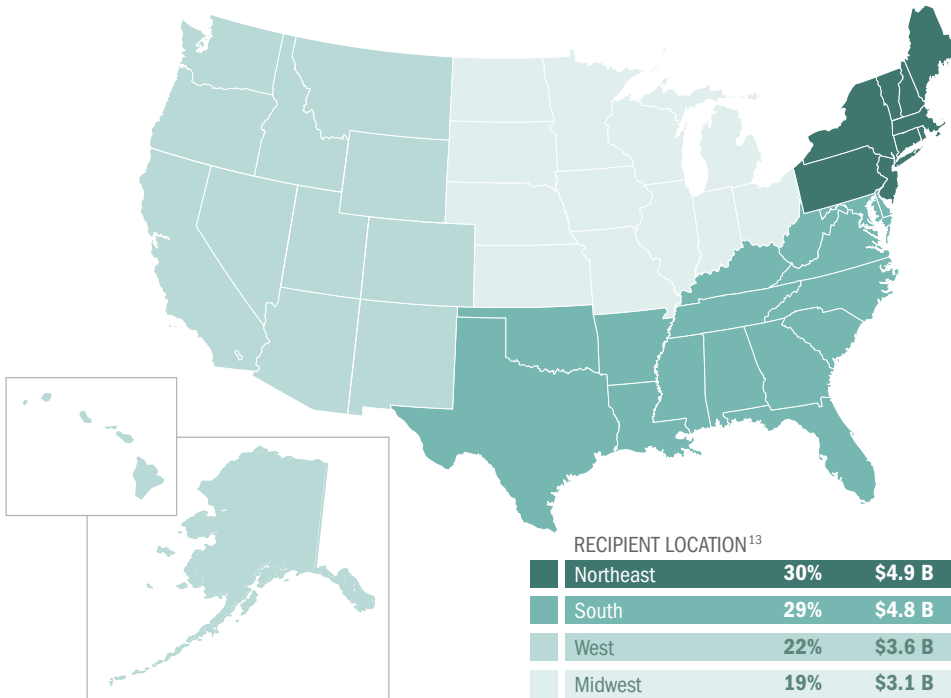 RECIPIENT LOCATION¹³
Northeast 30% $4.9 B
South 29% $4.8 B
West 22% $3.6 B
Midwest 19% $3.1 B